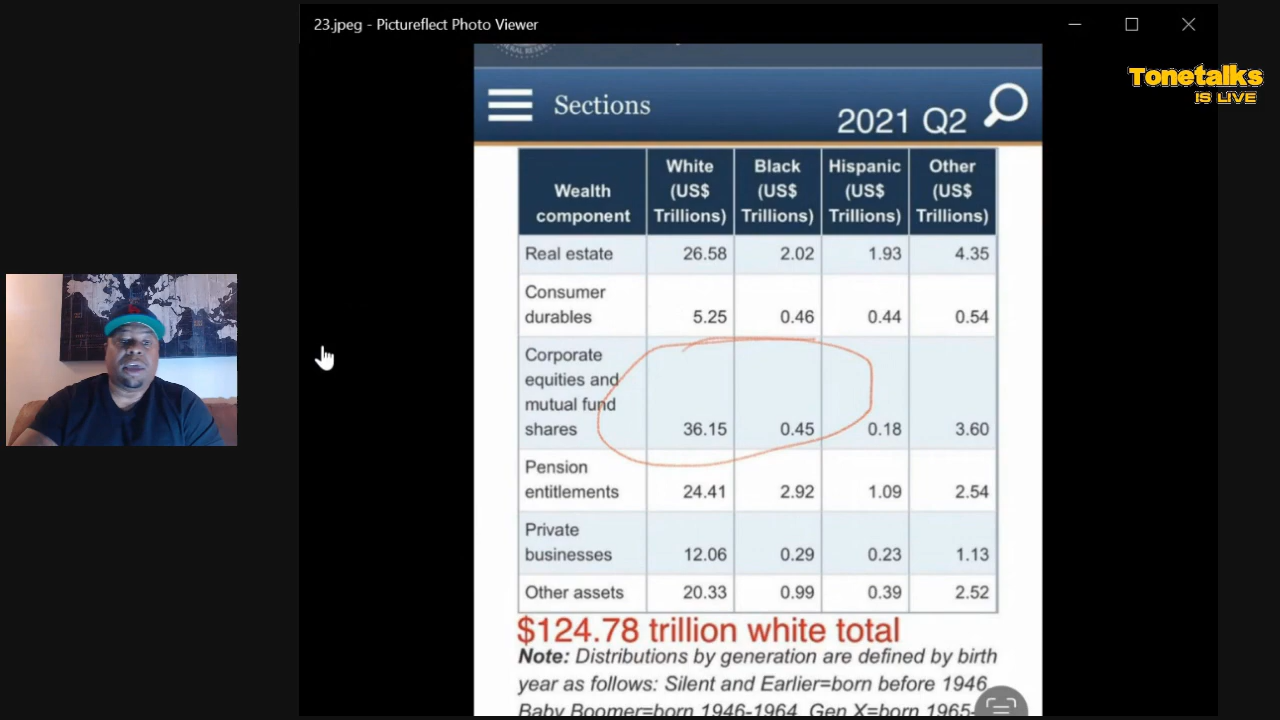 23.jpeg - Pictureflect Photo Viewer
Tonetalks
IS LIVE
Sections
2021 Q2
Wealth component White (US$ Trillions) Black (US$ Trillions) Hispanic (US$ Trillions) Other (US$ Trillions)
Real estate 26.58 2.02 1.93 4.35
Consumer durables 5.25 0.46 0.44 0.54
Corporate equities and mutual fund shares 36.15 0.45 0.18 3.60
Pension entitlements 24.41 2.92 1.09 2.54
Private businesses 12.06 0.29 0.23 1.13
Other assets 20.33 0.99 0.39 2.52
$124.78 trillion white total
Note: Distributions by generation are defined by birth
year as follows: Silent and Earlier=born before 1946,
Baby Boomer=born 1946-1964, Gen X=born 1965-